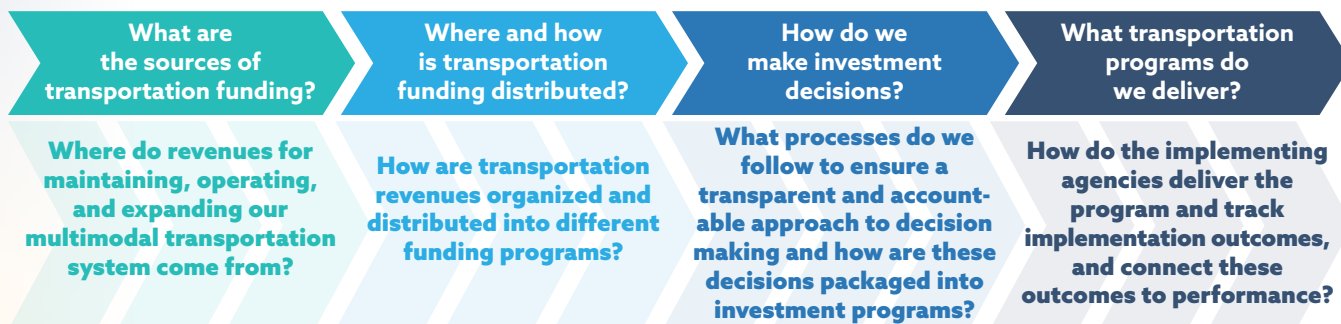 What are
the sources of
transportation funding?
Where and how
is transportation
funding distributed?
How do we
make investment
decisions?
What transportation
programs do
we deliver?
Where do revenues for
maintaining, operating,
and expanding our
multimodal transportation
system come from?
How are transportation
revenues organized and
distributed into different
funding programs?
What processes do we
follow to ensure a
transparent and account-
able approach to decision
making and how are these
decisions packaged into
investment programs?
How do the implementing
agencies deliver the
program and track
implementation outcomes,
and connect these
outcomes to performance?